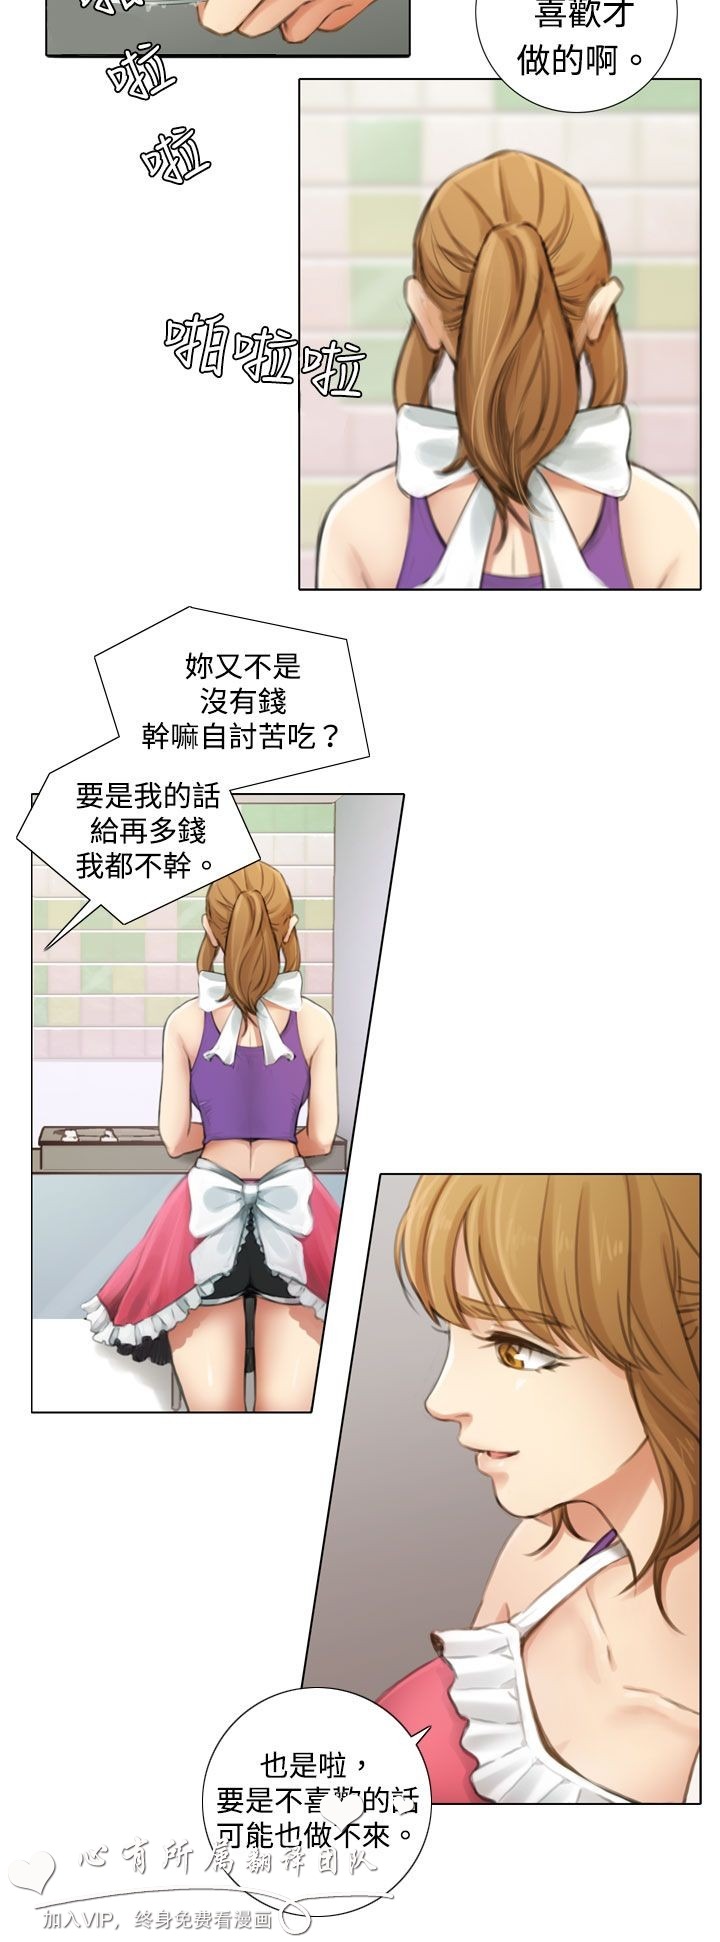 喜歡才
做的啊。
啪
啦
啦
啪啦啦
妳又不是
沒有錢
幹嘛自討苦吃？
要是我的話
給再多錢
我都不幹。
也是啦，
要是不喜歡的話
可能也做不來。
心有所属翻译团队
加入VIP，终身免费看漫画